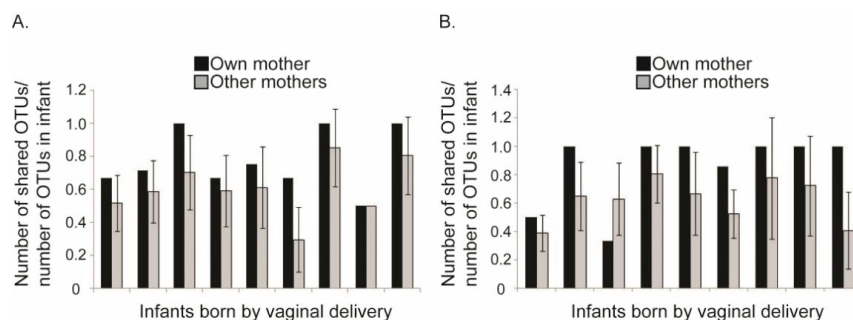 A.
Own mother
Other mothers
Number of shared OTUs/
number of OTUs in infant
1.2
1.0
0.8
0.6
0.4
0.2
0
Infants born by vaginal delivery
B.
Own mother
Other mothers
Number of shared OTUs/
number of OTUs in infant
1.4
1.2
1.0
0.8
0.6
0.4
0.2
0
Infants born by vaginal delivery